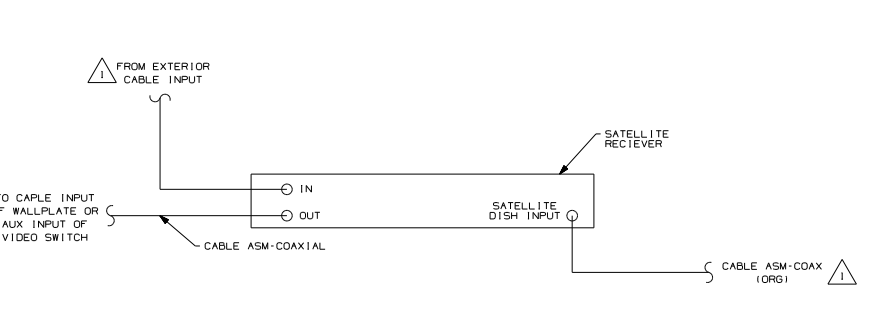 1
FROM EXTERIOR
CABLE INPUT
SATELLITE
RECIEVER
IN
TO CAPLE INPUT
F WALLPLATE OR
AUX INPUT OF
VIDEO SWITCH
OUT
SATELLITE
DISH INPUT
CABLE ASM-COAXIAL
CABLE ASM-COAX
(ORG)
1